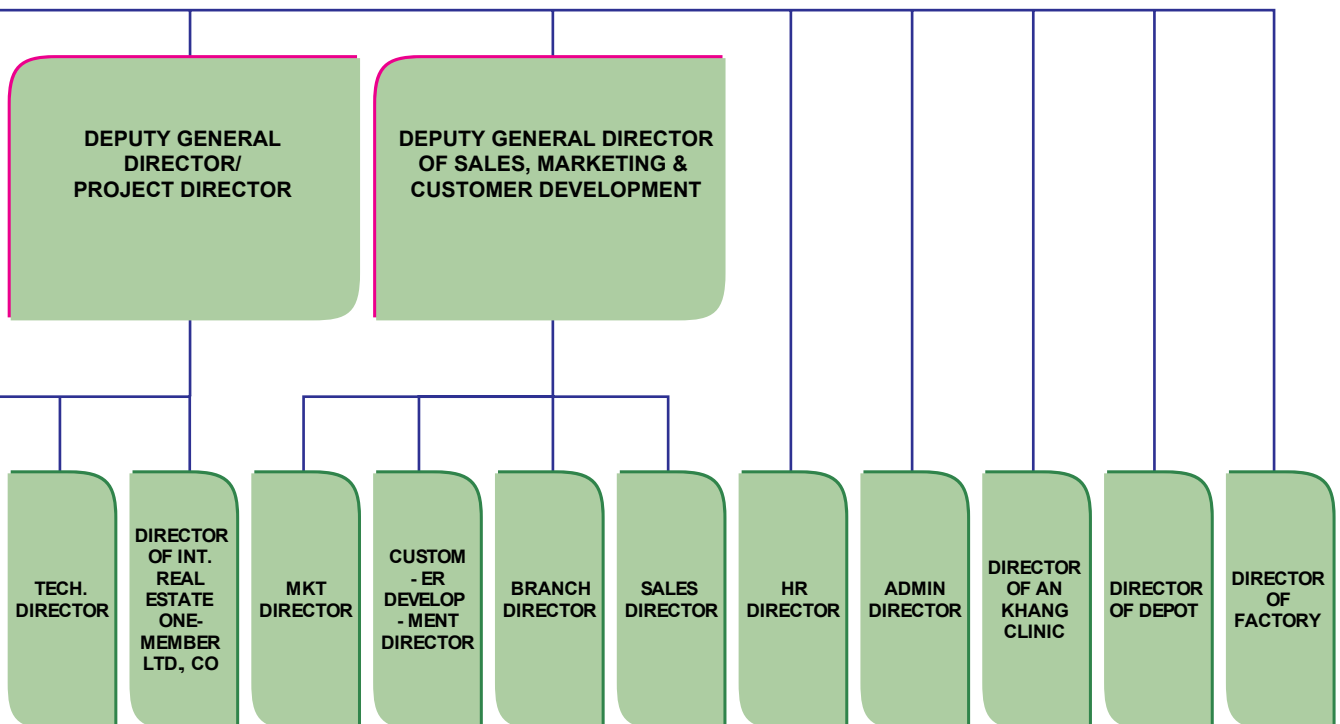 DEPUTY GENERAL
DIRECTOR/
PROJECT DIRECTOR
DEPUTY GENERAL DIRECTOR
OF SALES, MARKETING &
CUSTOMER DEVELOPMENT
TECH.
DIRECTOR
DIRECTOR
OF INT.
REAL
ESTATE
ONE-
MEMBER
LTD., CO
MKT
DIRECTOR
CUSTOM
- ER
DEVELOP
- MENT
DIRECTOR
BRANCH
DIRECTOR
SALES
DIRECTOR
HR
DIRECTOR
ADMIN
DIRECTOR
DIRECTOR
OF AN
KHANG
CLINIC
DIRECTOR
OF DEPOT
DIRECTOR
OF
FACTORY